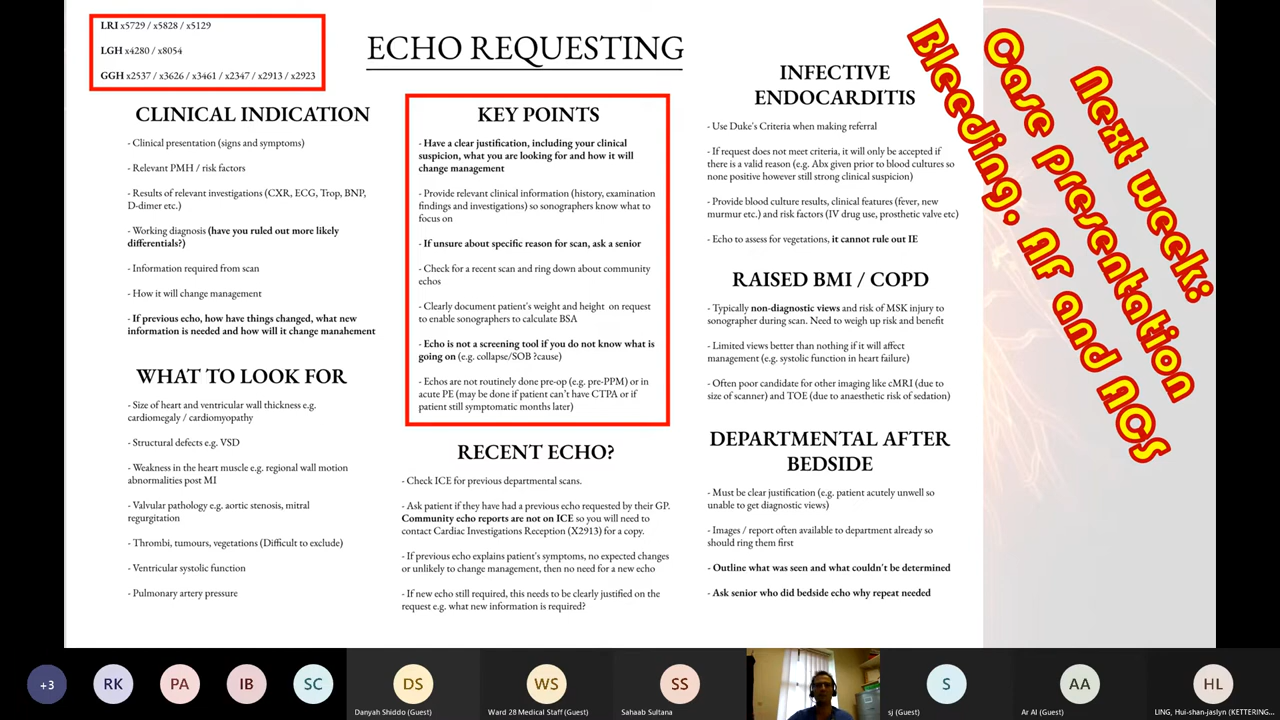 LRI x5729 / x5828 / x5129
LGH x4280 / x8054
GGH x2537 / x3626 / x3461 / x2347 / x2913 / x2923
ECHO REQUESTING
CLINICAL INDICATION
- Clinical presentation (signs and symptoms)
- Relevant PMH / risk factors
- Results of relevant investigations (CXR, ECG, Trop, BNP,
D-dimer etc.)
- Working diagnosis (have you ruled out more likely
differentials?)
- Information required from scan
- How it will change management
- If previous echo, how have things changed, what new
information is needed and how will it change manahement
WHAT TO LOOK FOR
- Size of heart and ventricular wall thickness e.g.
cardiomegaly / cardiomyopathy
- Structural defects e.g. VSD
- Weakness in the heart muscle e.g. regional wall motion
abnormalities post MI
- Valvular pathology e.g. aortic stenosis, mitral
regurgitation
- Thrombi, tumours, vegetations (Difficult to exclude)
- Ventricular systolic function
- Pulmonary artery pressure
KEY POINTS
- Have a clear justification, including your clinical
suspicion, what you are looking for and how it will
change management
- Provide relevant clinical information (history, examination
findings and investigations) so sonographers know what to
focus on
- If unsure about specific reason for scan, ask a senior
- Check for a recent scan and ring down about community
echos
- Clearly document patient's weight and height on request
to enable sonographers to calculate BSA
- Echo is not a screening tool if you do not know what is
going on (e.g. collapse/SOB ?cause)
- Echos are not routinely done pre-op (e.g. pre-PPM) or in
acute PE (may be done if patient can't have CTPA or if
patient still symptomatic months later)
RECENT ECHO?
- Check ICE for previous departmental scans.
- Ask patient if they have had a previous echo requested by their GP.
Community echo reports are not on ICE so you will need to
contact Cardiac Investigations Reception (X2913) for a copy.
- If previous echo explains patient's symptoms, no expected changes
or unlikely to change management, then no need for a new echo
- If new echo still required, this needs to be clearly justified on the
request e.g. what new information is required?
INFECTIVE
ENDOCARDITIS
- Use Duke's Criteria when making referral
- If request does not meet criteria, it will only be accepted if
there is a valid reason (e.g. Abx given prior to blood cultures so
none positive however still strong clinical suspicion)
- Provide blood culture results, clinical features (fever, new
murmur etc.) and risk factors (IV drug use, prosthetic valve etc)
- Echo to assess for vegetations, it cannot rule out IE
RAISED BMI / COPD
- Typically non-diagnostic views and risk of MSK injury to
sonographer during scan. Need to weigh up risk and benefit
- Limited views better than nothing if it will affect
management (e.g. systolic function in heart failure)
- Often poor candidate for other imaging like cMRI (due to
size of scanner) and TOE (due to anaesthetic risk of sedation)
DEPARTMENTAL AFTER
BEDSIDE
- Must be clear justification (e.g. patient acutely unwell so
unable to get diagnostic views)
- Images / report often available to department already so
should ring them first
- Outline what was seen and what couldn't be determined
- Ask senior who did bedside echo why repeat needed
Next week:
Case presentation
Bleeding, AF and ACS
+3
RK
PA
IB
SC
DS
Danyah Shiddo (Guest)
WS
Ward 28 Medical Staff (Guest)
SS
Sahaab Sultana
S
sj (Guest)
AA
Ar Al (Guest)
HL
LING, Hui-shan-jaslyn (KETTERING...